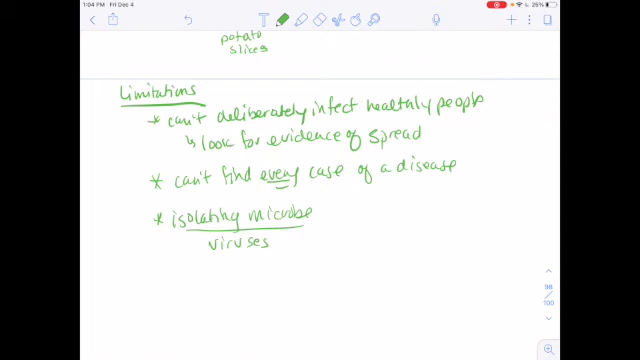 1:04 PM Fri Dec 4
25%
potato
slices
Limitations
* can't deliberately infect healthly people
↳ look for evidence of spread
* can't find every case of a disease
* isolating microbe
viruses
98
/
100